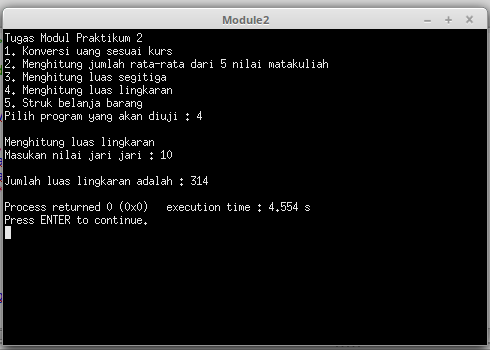 Module2
Tugas Modul Praktikum 2
1. Konversi uang sesuai kurs
2. Menghitung jumlah rata-rata dari 5 nilai matakuliah
3. Menghitung luas segitiga
4. Menghitung luas lingkaran
5. Struk belanja barang
Pilih program yang akan diuji : 4
Menghitung luas lingkaran
Masukan nilai jari jari : 10
Jumlah luas lingkaran adalah : 314
Process returned 0 (0x0)   execution time : 4.554 s
Press ENTER to continue.